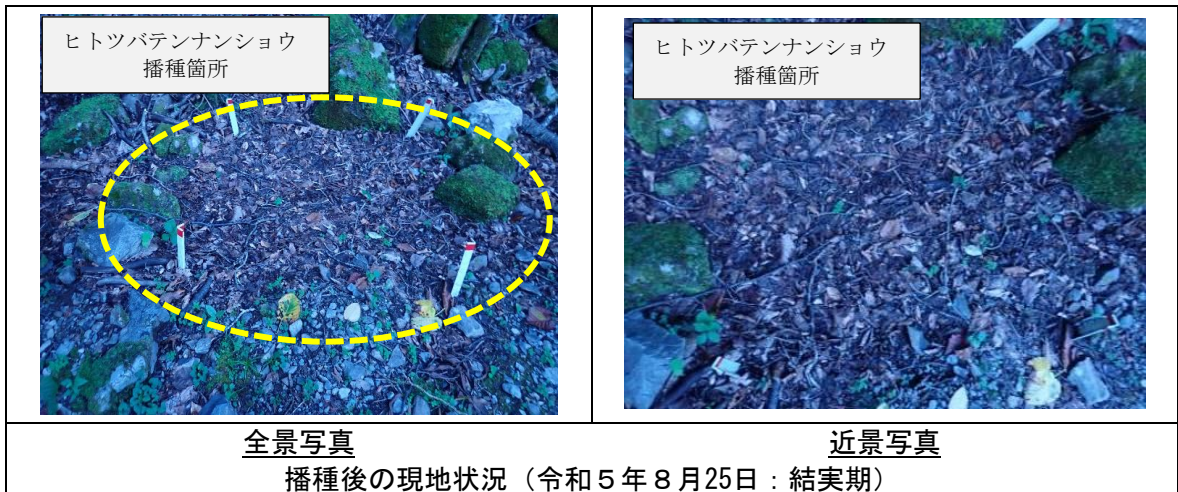 ヒトツバテンナンショウ
播種箇所
ヒトツバテンナンショウ
播種箇所
全景写真
近景写真
播種後の現地状況（令和５年８月25日：結実期）